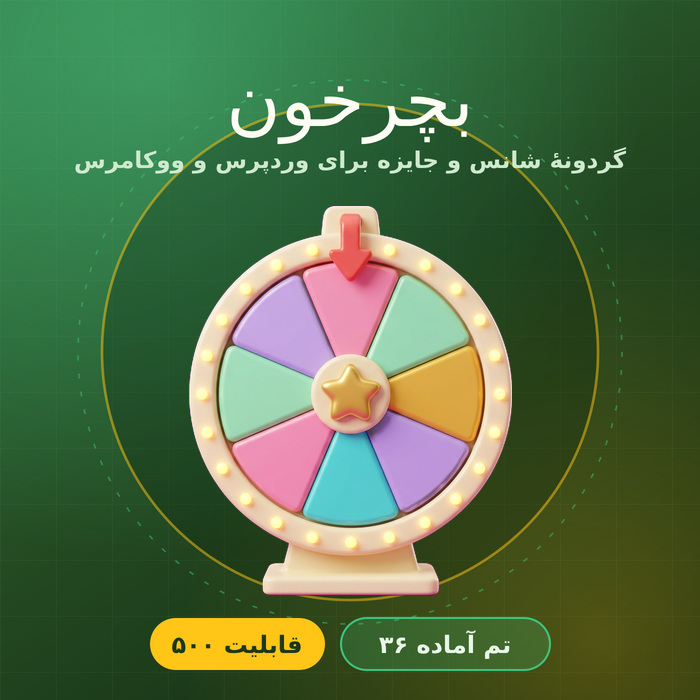 بچرخون
گردونهٔ شانس و جایزه برای وردپرس و ووکامرس
۳۶ تم آماده
۵۰۰ قابلیت